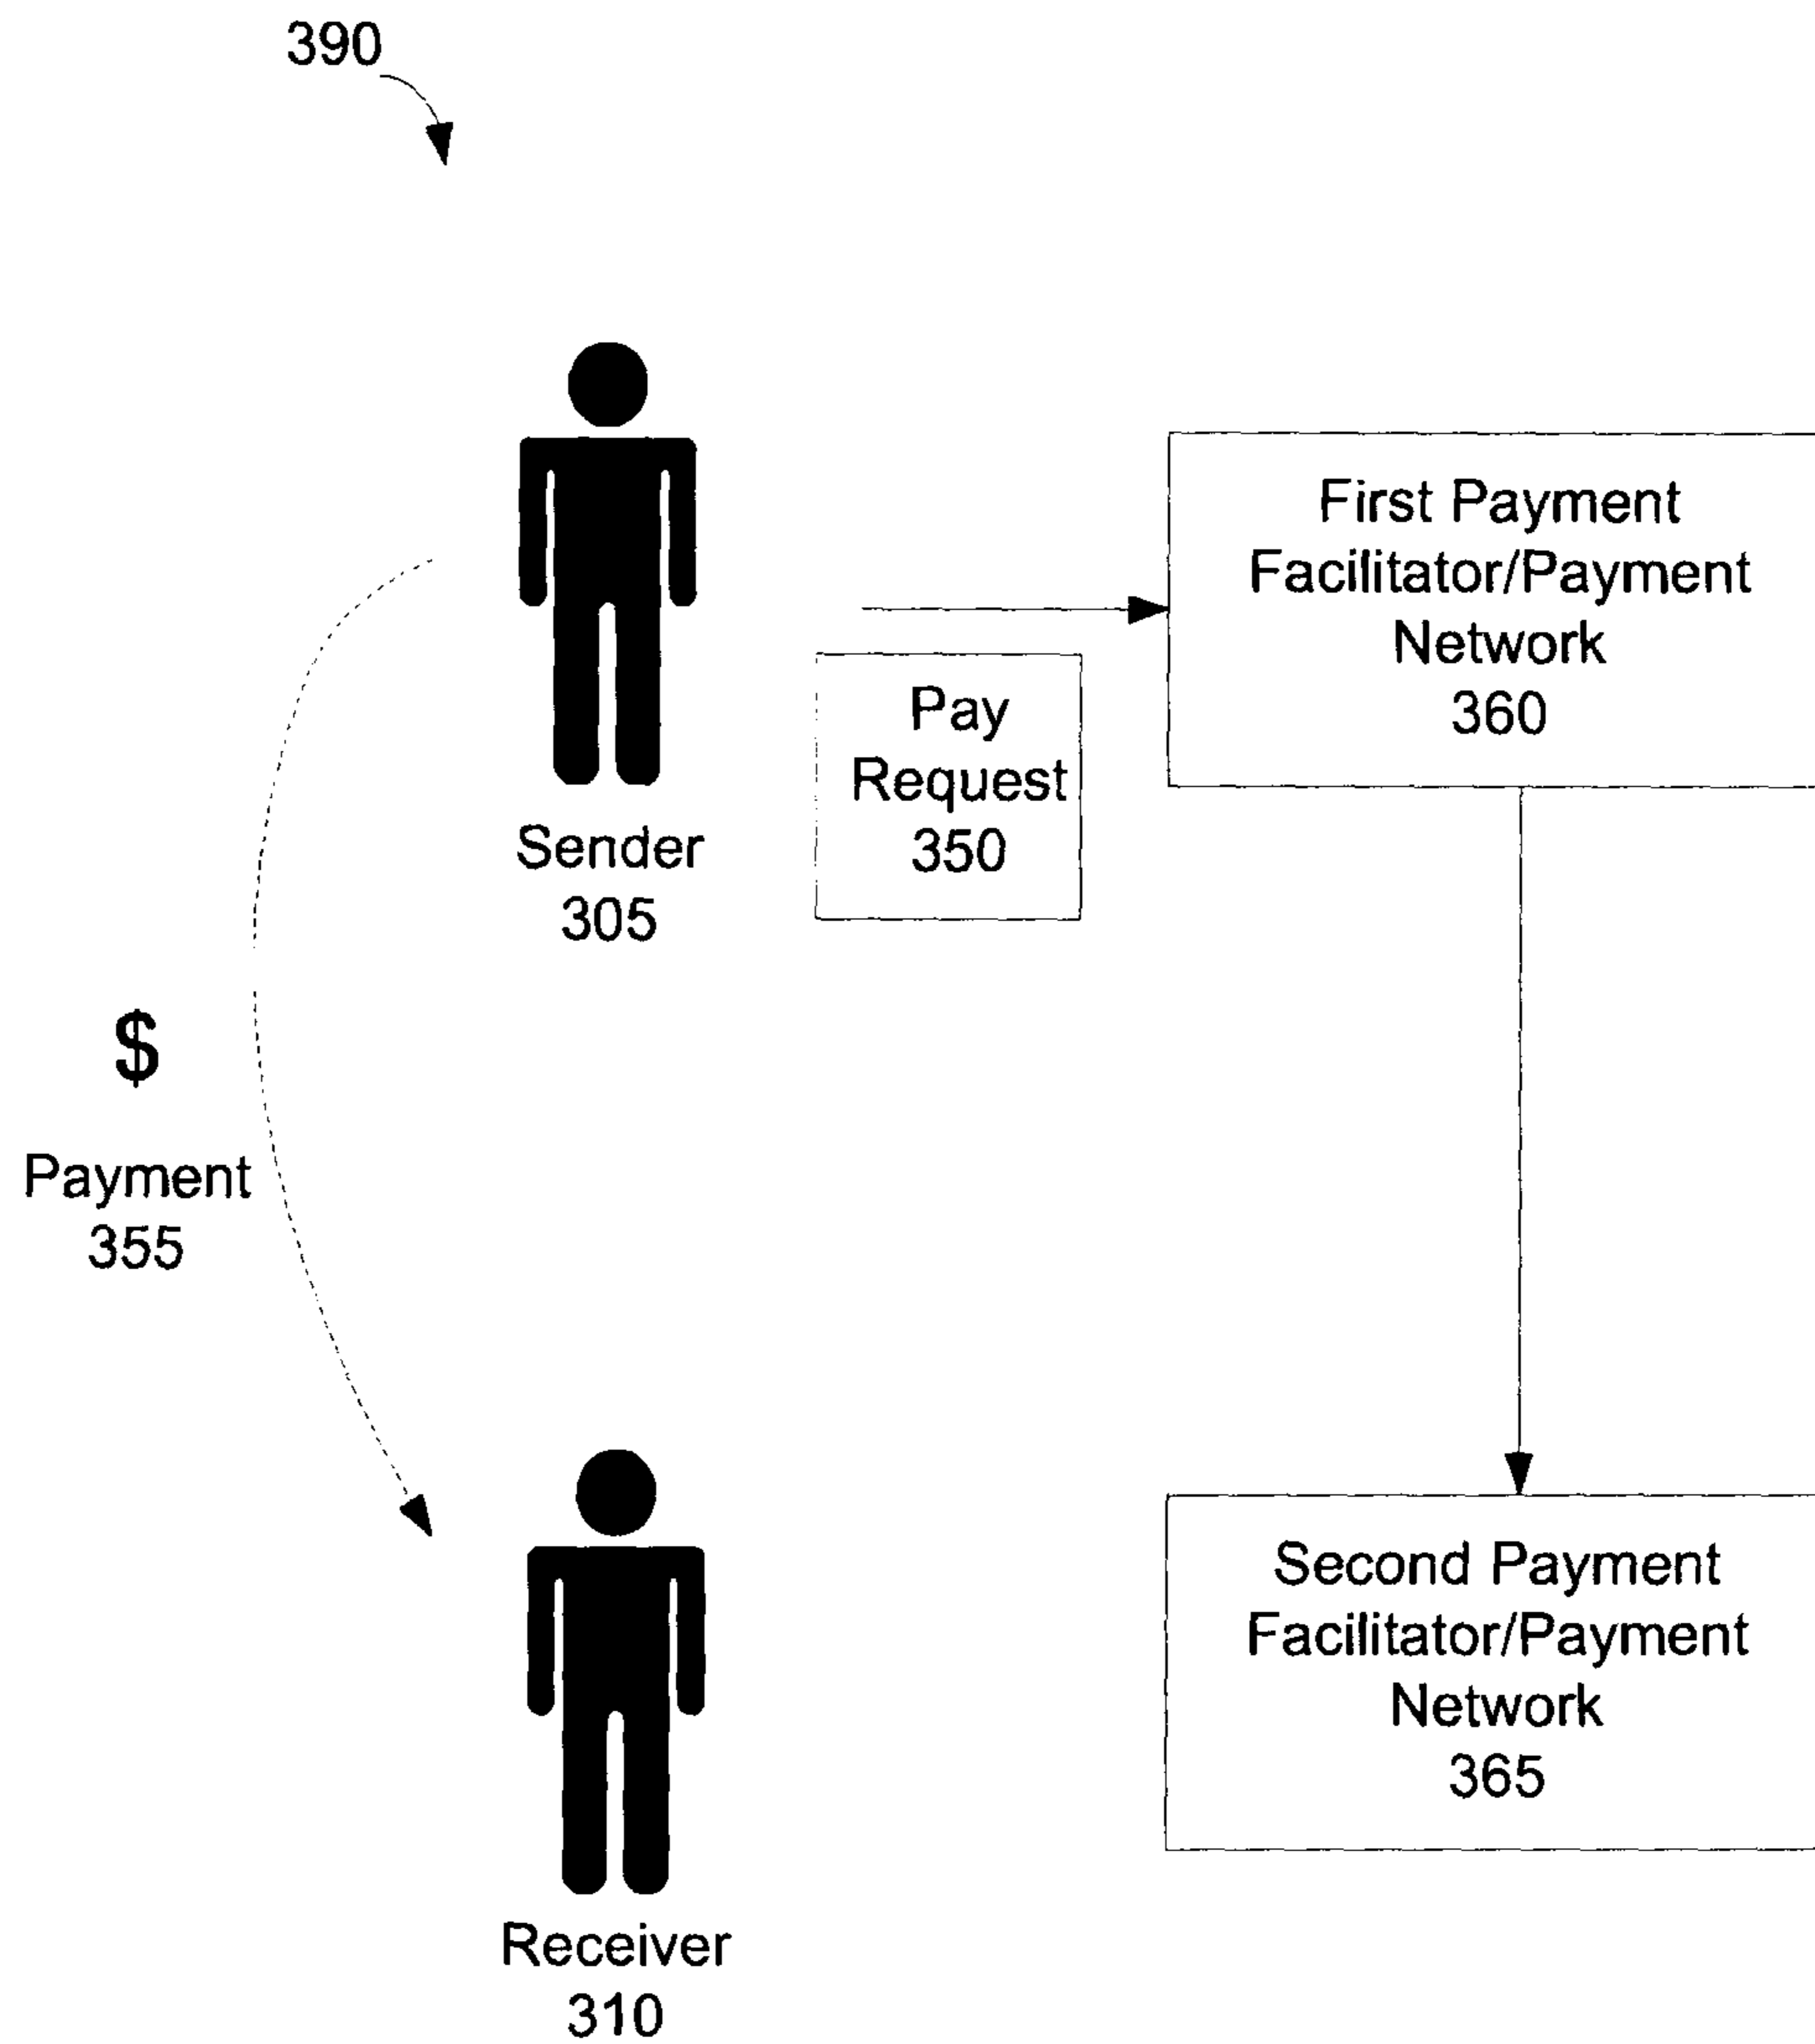 390
First Payment
Facilitator/Payment
Network
360
Pay
Request
350
Sender
305
$
Payment
355
Second Payment
Facilitator/Payment
Network
365
Receiver
310